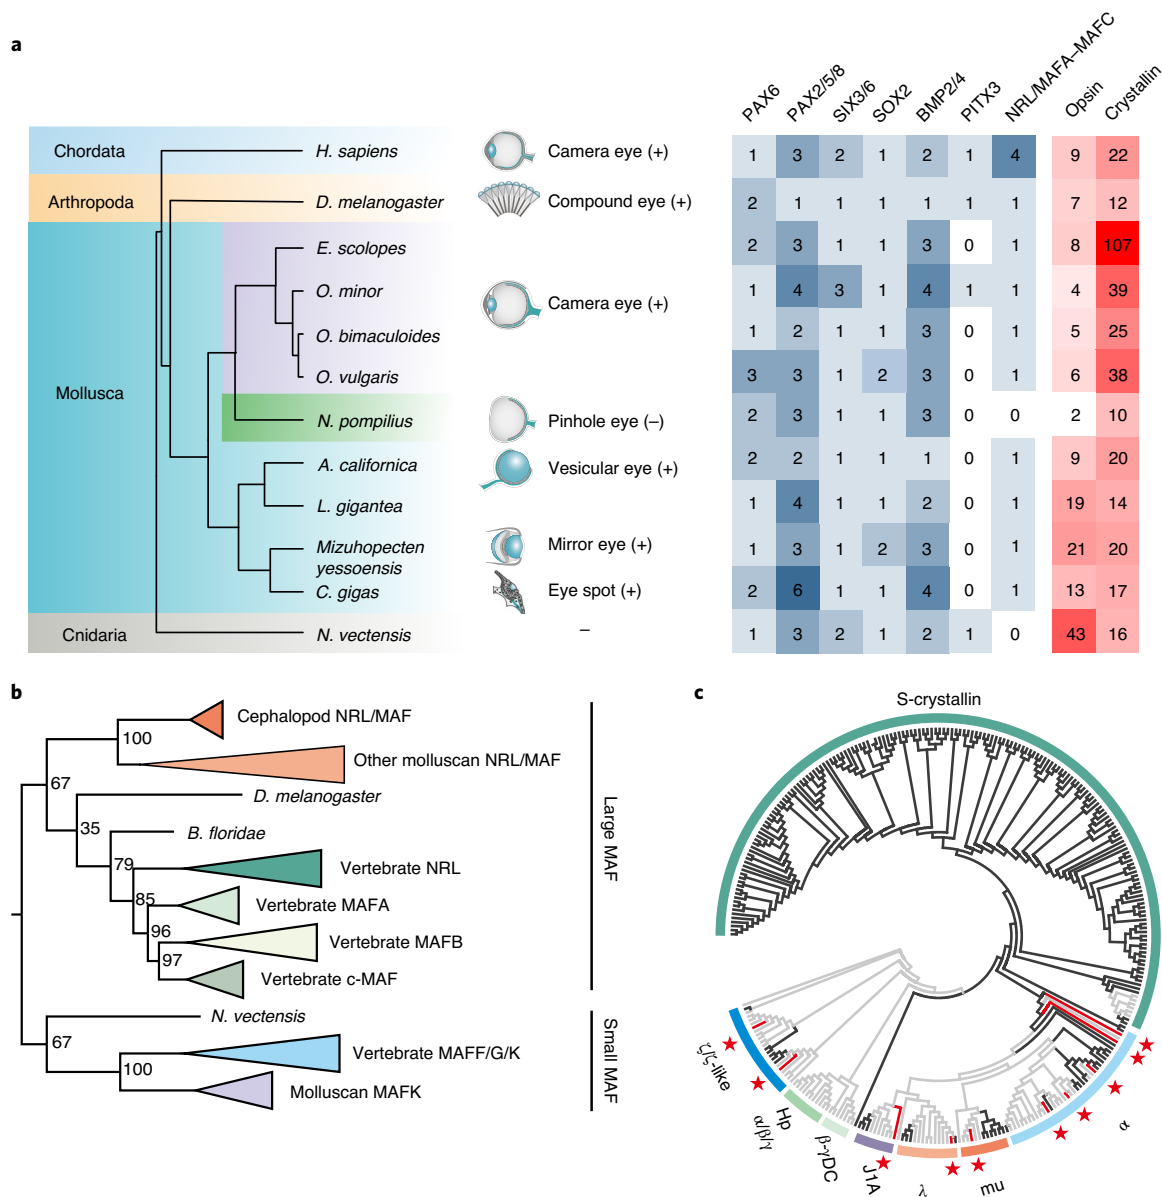 a
PAX6
PAX2/5/8
SIX3/6
SOX2
BMP2/4
PITX3
NRL/MAFA–MAFC
Opsin
Crystallin
Chordata H. sapiens Camera eye (+) 1 3 2 1 2 1 4 9 22
Arthropoda D. melanogaster Compound eye (+) 2 1 1 1 1 1 1 7 12
E. scolopes 2 3 1 1 3 0 1 8 107
O. minor Camera eye (+) 1 4 3 1 4 1 1 4 39
O. bimaculoides 1 2 1 1 3 0 1 5 25
O. vulgaris 3 3 1 2 3 0 1 6 38
Mollusca
N. pompilius Pinhole eye (–) 2 3 1 1 3 0 0 2 10
A. californica Vesicular eye (+) 2 2 1 1 1 0 1 9 20
L. gigantea 1 4 1 1 2 0 1 19 14
Mizuhopecten
yessoensis Mirror eye (+) 1 3 1 2 3 0 1 21 20
C. gigas Eye spot (+) 2 6 1 1 4 0 1 13 17
Cnidaria N. vectensis – 1 3 2 1 2 1 0 43 16
b
Cephalopod NRL/MAF
100
Other molluscan NRL/MAF
67
D. melanogaster
35
B. floridae
79
Vertebrate NRL
85
Vertebrate MAFA
96
Vertebrate MAFB
97
Vertebrate c-MAF
Large MAF
N. vectensis
67
Vertebrate MAFF/G/K
100
Molluscan MAFK
Small MAF
c
S-crystallin
ζ/ζ-like
α/β/γ
Hp
β-γDC
J1A
λ
mu
α